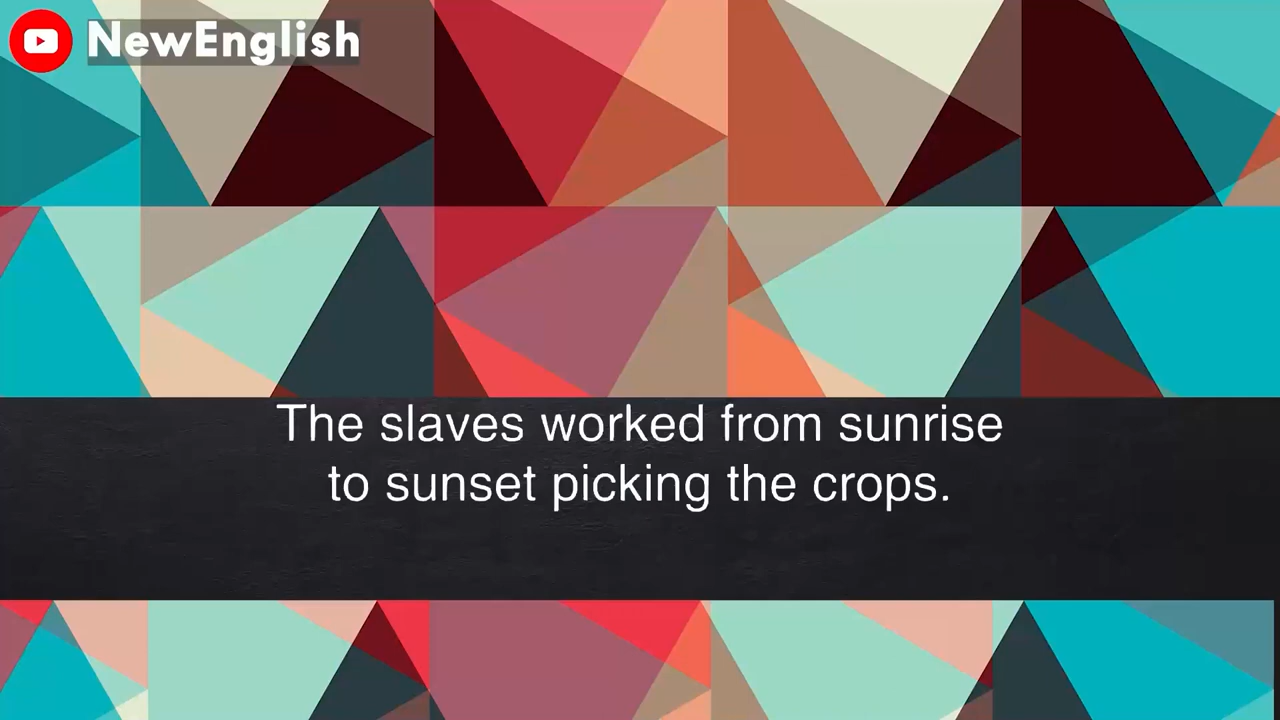 NewEnglish
The slaves worked from sunrise
to sunset picking the crops.